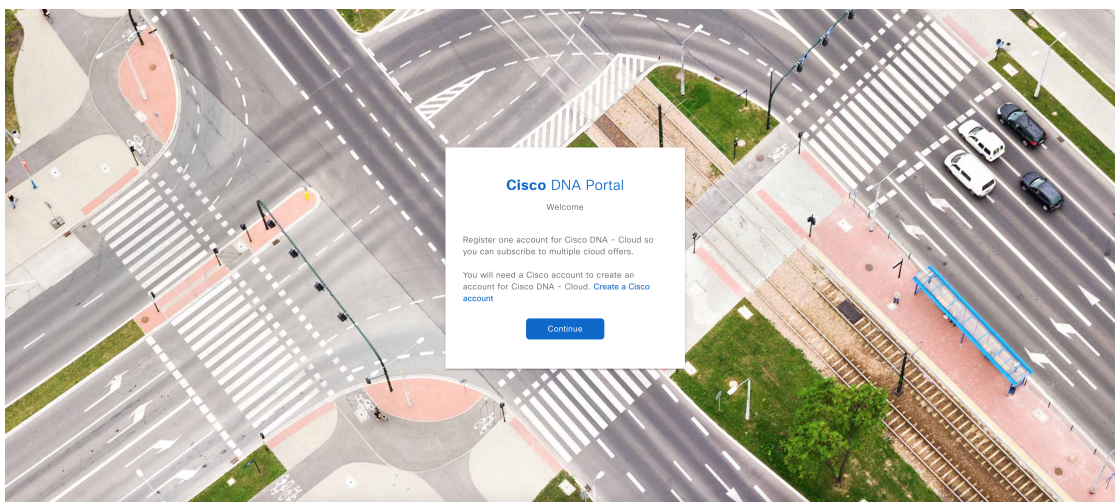 Cisco DNA Portal
Welcome
Register one account for Cisco DNA - Cloud so
you can subscribe to multiple cloud offers.
You will need a Cisco account to create an
account for Cisco DNA - Cloud. Create a Cisco
account
Continue